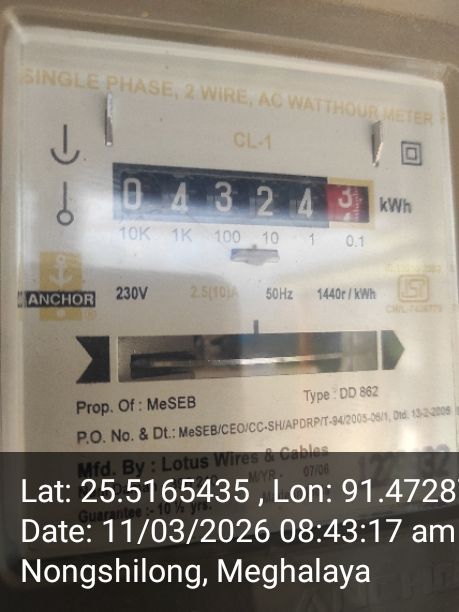 SINGLE PHASE, 2 WIRE, AC WATTHOUR METER
CL-1
0 4 3 2 4 3 kWh
10K 1K 100 10 1 0.1
ANCHOR 230V 2.5(10)A 50Hz 1440r / kWh
Prop. Of : MeSEB Type : DD 862
P.O. No. & Dt.: MeSEB/CEO/CC-SH/APDRP/T-94/2005-06/1, Dtd. 13-2-2006
Mfd. By : Lotus Wires & Cables
M/YR- 07/06
Guarantee :- 10 ½ yrs.
Lat: 25.5165435 , Lon: 91.4728
Date: 11/03/2026 08:43:17 am
Nongshilong, Meghalaya